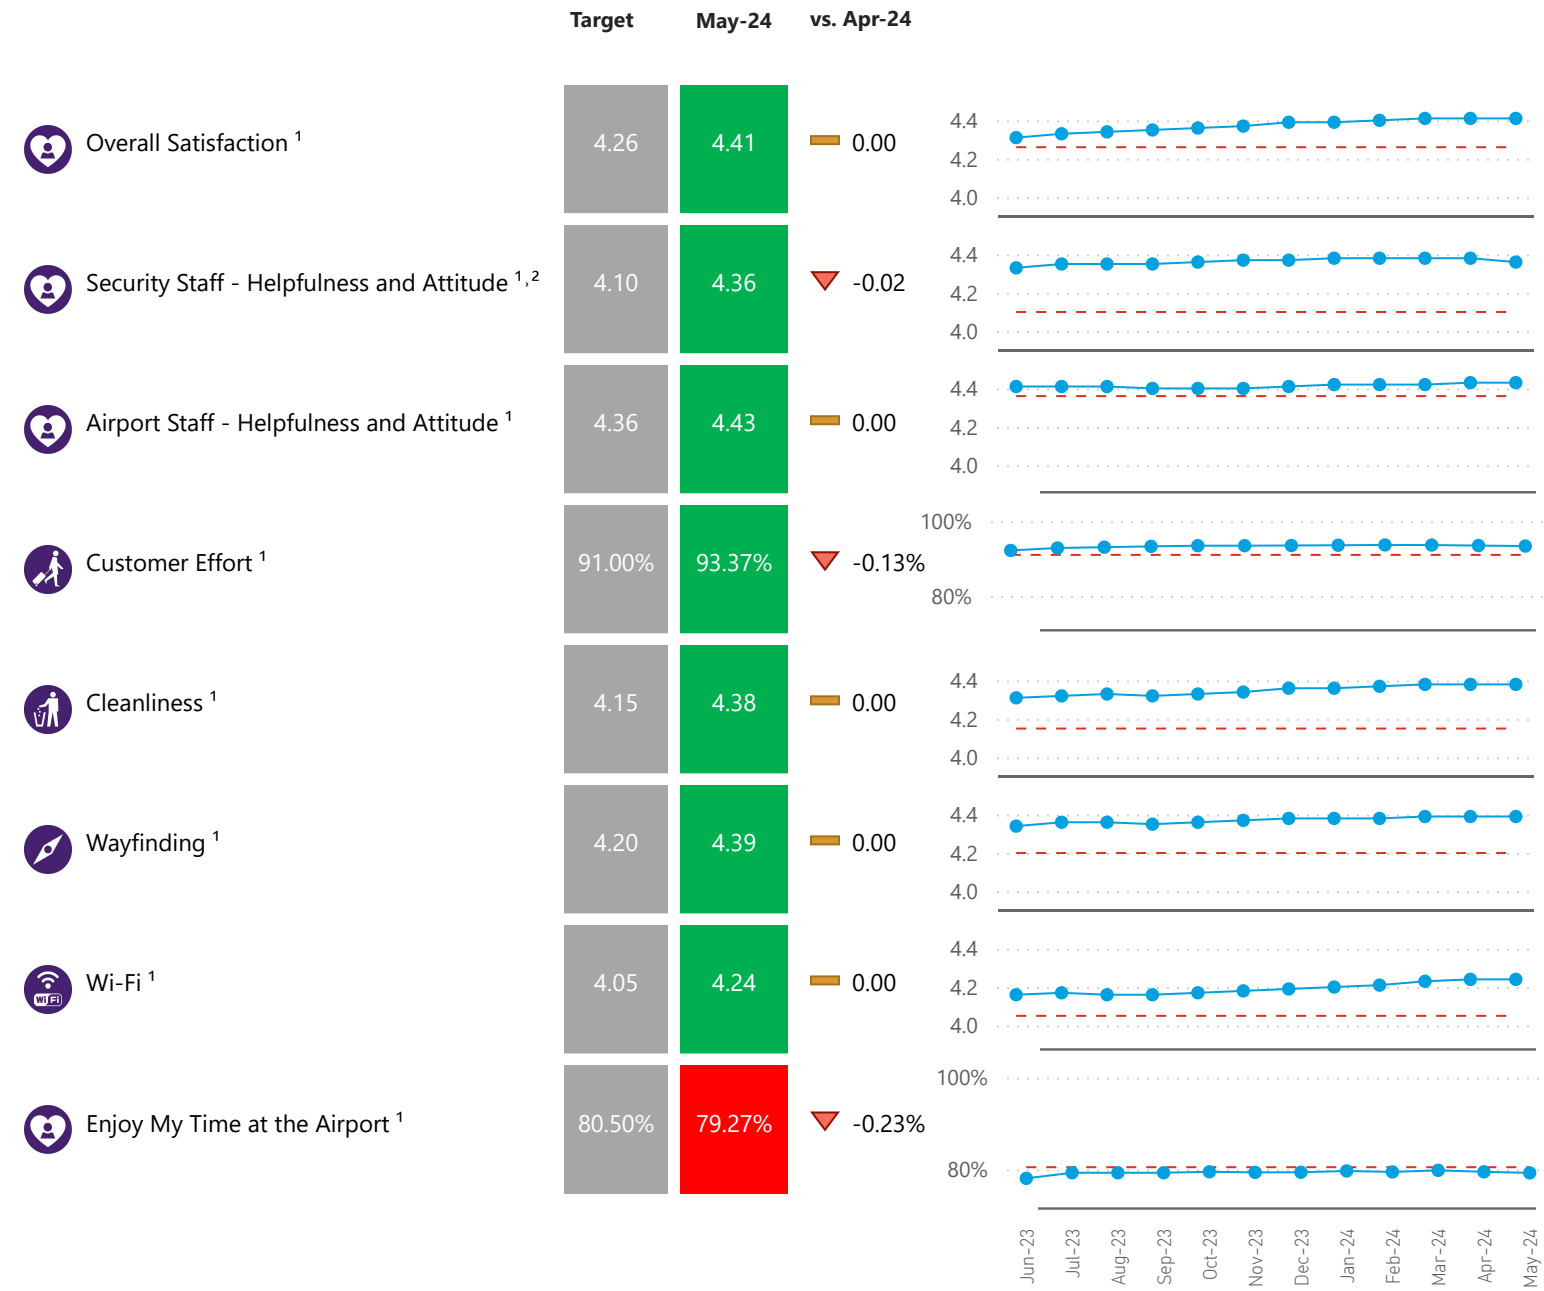 Target May-24 vs. Apr-24
Overall Satisfaction ¹ 4.26 4.41 0.00
4.4
4.2
4.0
Security Staff - Helpfulness and Attitude ¹,² 4.10 4.36 -0.02
4.4
4.2
4.0
Airport Staff - Helpfulness and Attitude ¹ 4.36 4.43 0.00
4.4
4.2
4.0
Customer Effort ¹ 91.00% 93.37% -0.13%
100%
80%
Cleanliness ¹ 4.15 4.38 0.00
4.4
4.2
4.0
Wayfinding ¹ 4.20 4.39 0.00
4.4
4.2
4.0
WiFi
Wi-Fi ¹ 4.05 4.24 0.00
4.4
4.2
4.0
Enjoy My Time at the Airport ¹ 80.50% 79.27% -0.23%
100%
80%
Jun-23
Jul-23
Aug-23
Sep-23
Oct-23
Nov-23
Dec-23
Jan-24
Feb-24
Mar-24
Apr-24
May-24